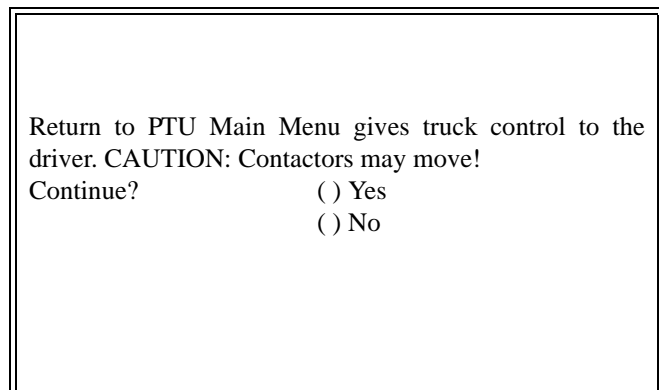 Return to PTU Main Menu gives truck control to the
driver. CAUTION: Contactors may move!
Continue? ( ) Yes
( ) No